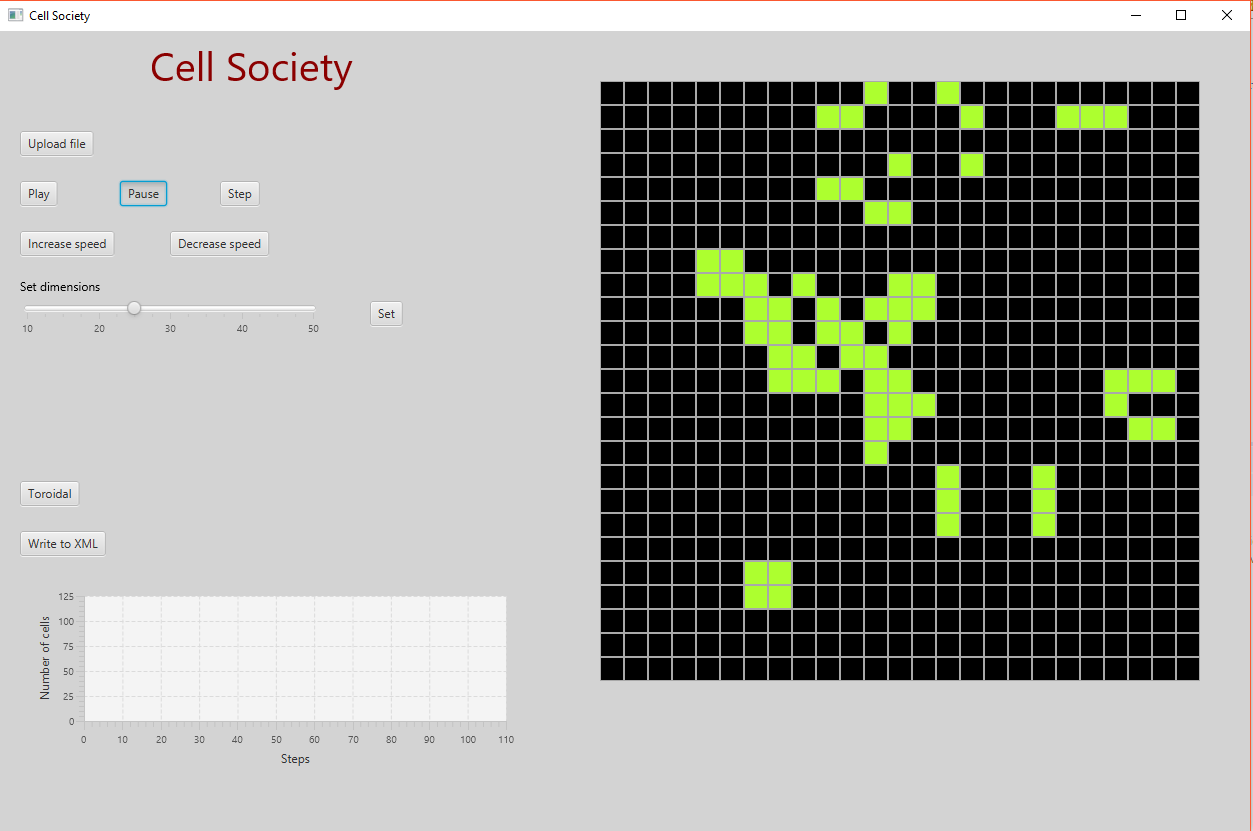 Cell Society
Cell Society
Upload file
Play Pause Step
Increase speed Decrease speed
Set dimensions
Set
10 20 30 40 50
Toroidal
Write to XML
Number of cells
125
100
75
50
25
0
0 10 20 30 40 50 60 70 80 90 100 110
Steps